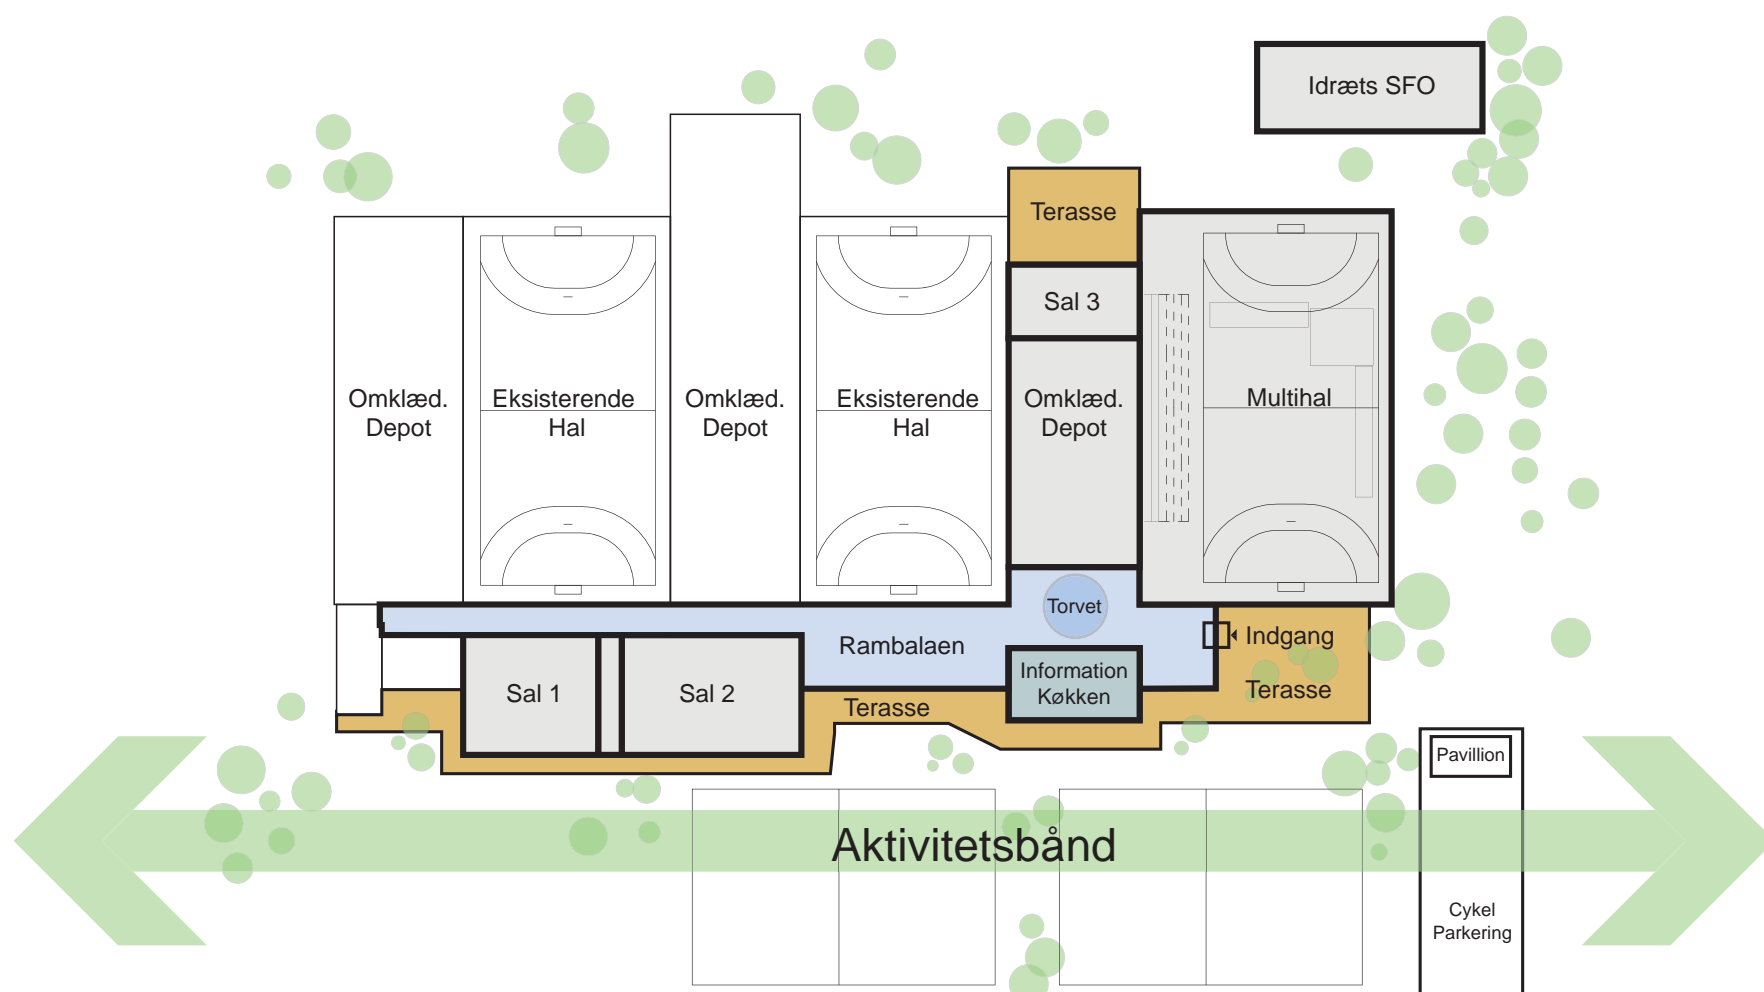 Idræts SFO
Terasse
Sal 3
Omklæd.
Depot
Eksisterende
Hal
Omklæd.
Depot
Eksisterende
Hal
Omklæd.
Depot
Multihal
Torvet
Rambalaen
Indgang
Information
Køkken
Sal 1
Sal 2
Terasse
Terasse
Pavillion
Aktivitetsbånd
Cykel
Parkering